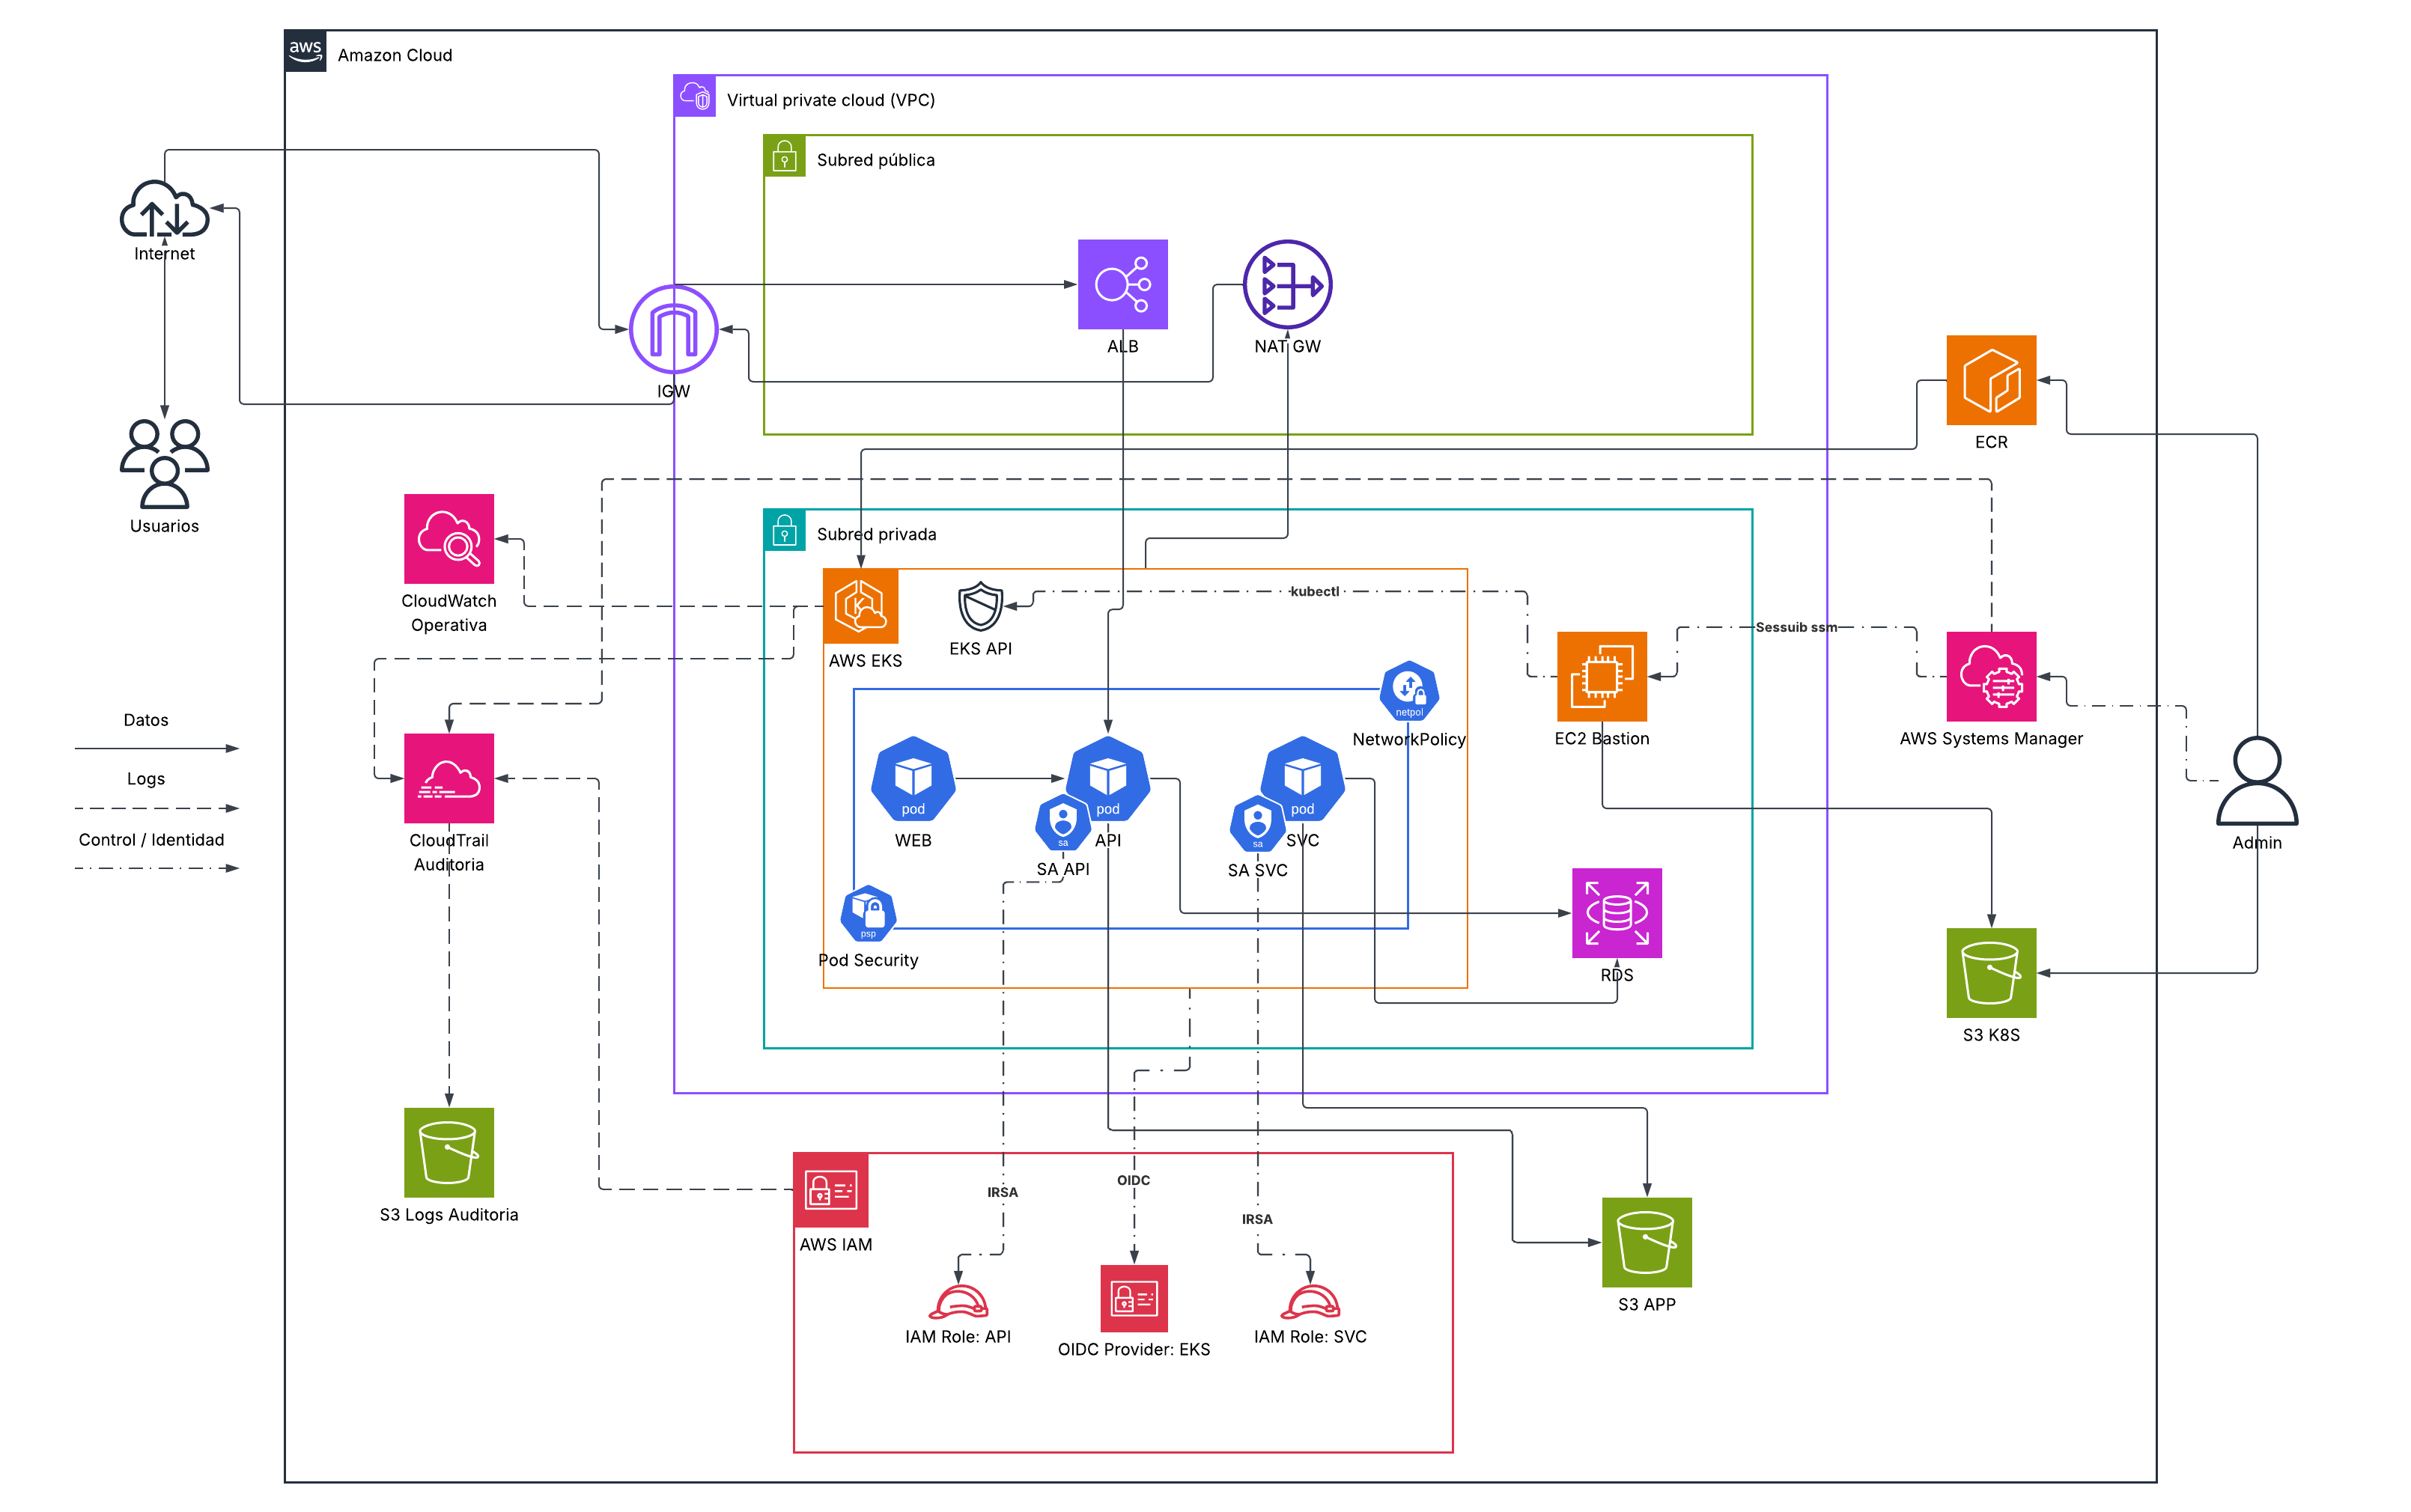 aws
Amazon Cloud
Virtual private cloud (VPC)
Subred pública
Internet
ALB
NAT GW
IGW
ECR
Usuarios
Subred privada
CloudWatch
Operativa
kubectl
EKS API
AWS EKS
Sessuib ssm
netpol
NetworkPolicy
EC2 Bastion
AWS Systems Manager
Datos
Logs
Control / Identidad
CloudTrail
Auditoria
pod
WEB
pod
API
sa
SA API
pod
SVC
sa
SA SVC
Admin
psp
Pod Security
RDS
S3 K8S
S3 Logs Auditoria
IRSA
OIDC
IRSA
AWS IAM
IAM Role: API
OIDC Provider: EKS
IAM Role: SVC
S3 APP